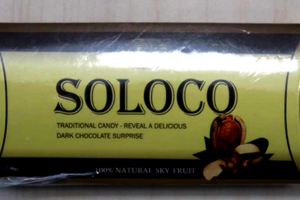 SOLOCO
TRADITIONAL CANDY - REVEAL A DELICIOUS
DARK CHOCOLATE SURPRISE
100% NATURAL SKY FRUIT